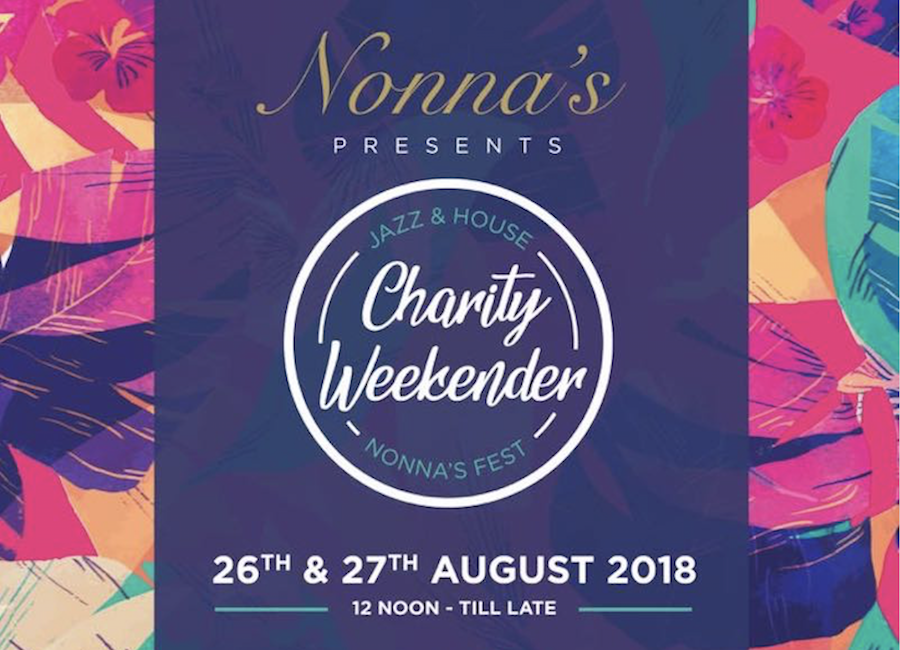 Nonna's
PRESENTS
JAZZ & HOUSE
Charity
Weekender
NONNA'S FEST
26TH & 27TH AUGUST 2018
12 NOON - TILL LATE